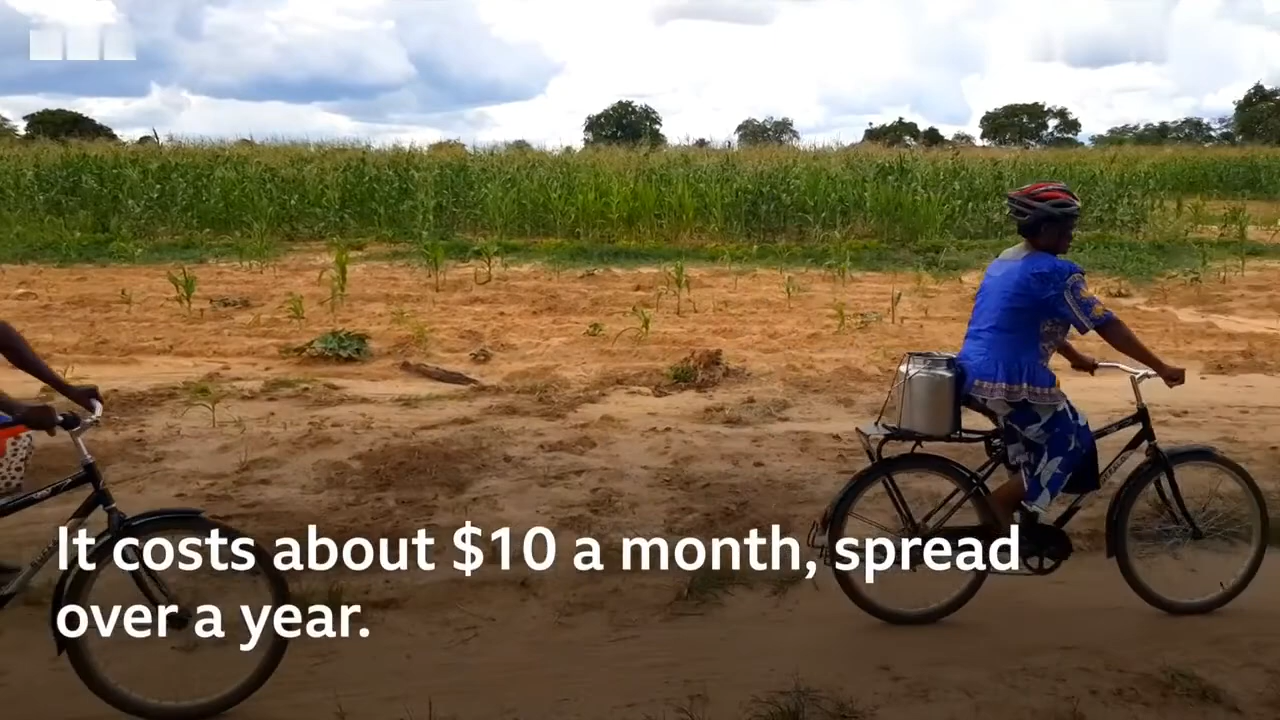 It costs about $10 a month, spread
over a year.